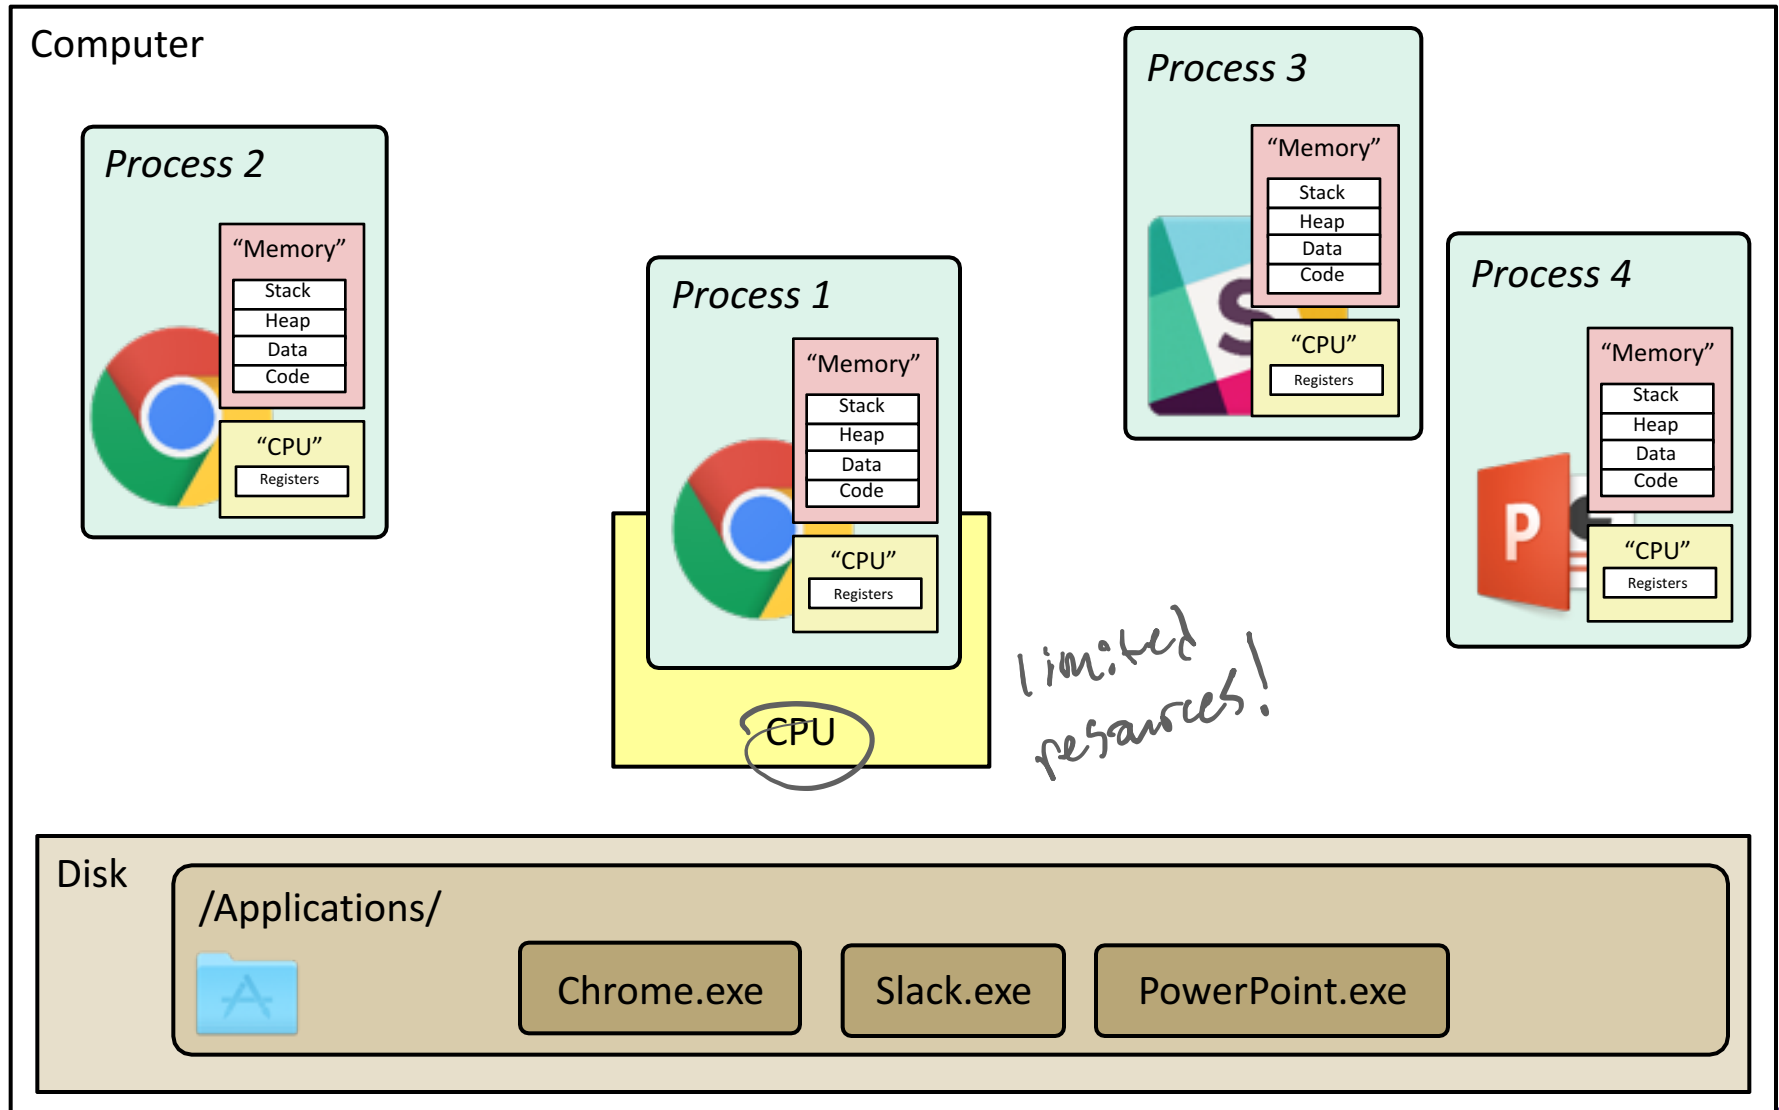 Computer
Process 2
“Memory”
Stack
Heap
Data
Code
“CPU”
Registers
Process 1
“Memory”
Stack
Heap
Data
Code
“CPU”
Registers
CPU
limited
resources!
Process 3
“Memory”
Stack
Heap
Data
Code
“CPU”
Registers
S
Process 4
“Memory”
Stack
Heap
Data
Code
“CPU”
Registers
P
Disk
/Applications/
Chrome.exe
Slack.exe
PowerPoint.exe